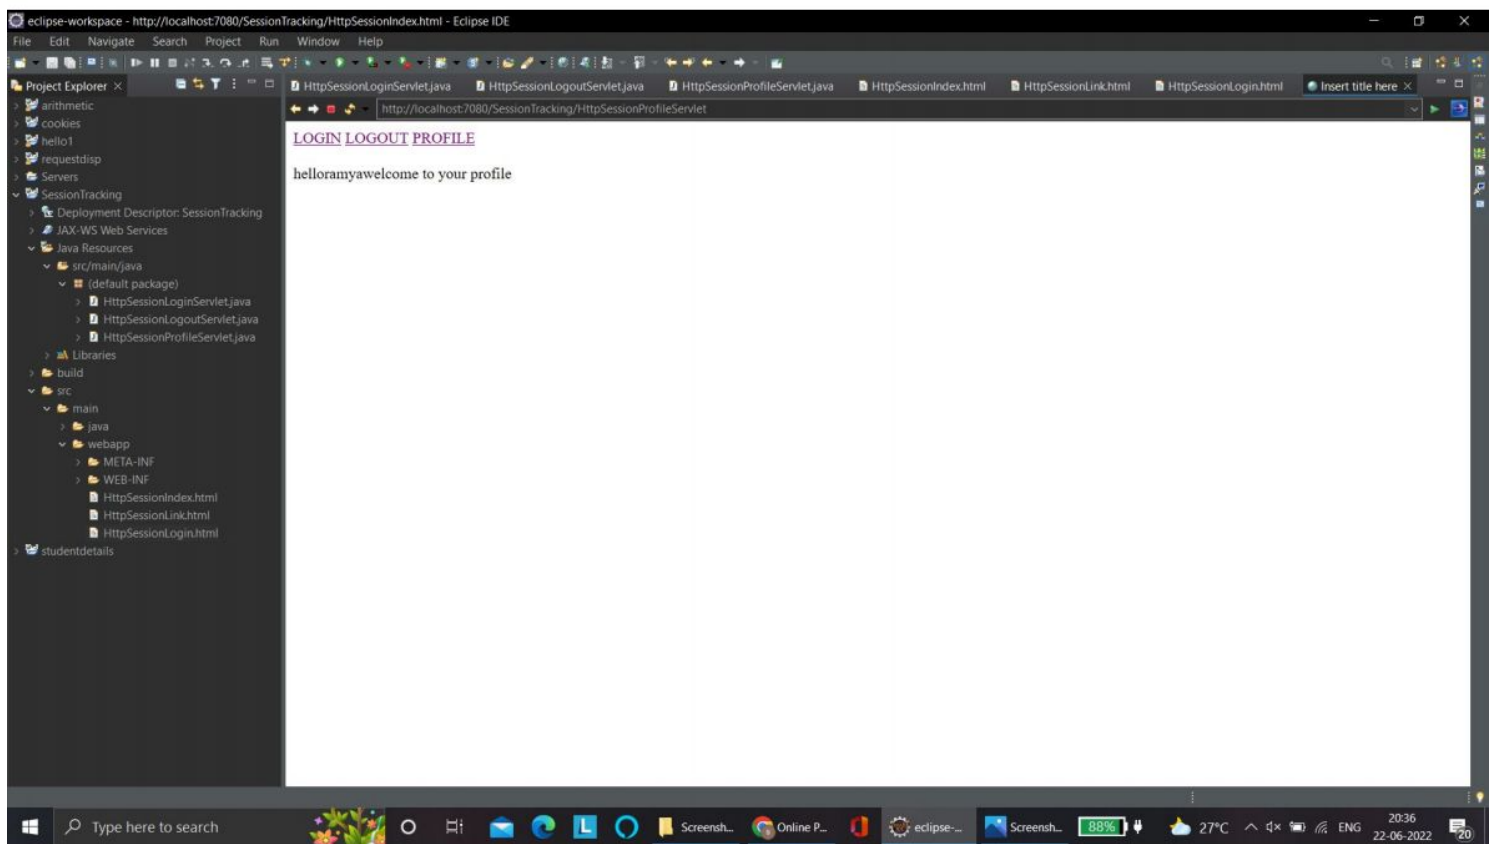 eclipse-workspace - http://localhost:7080/SessionTracking/HttpSessionIndex.html - Eclipse IDE
File Edit Navigate Search Project Run Window Help
Project Explorer
HttpSessionLoginServlet.java HttpSessionLogoutServlet.java HttpSessionProfileServlet.java HttpSessionIndex.html HttpSessionLink.html HttpSessionLogin.html Insert title here
http://localhost:7080/SessionTracking/HttpSessionProfileServlet
arithmetic
cookies
hello1
requestdisp
Servers
SessionTracking
Deployment Descriptor: SessionTracking
JAX-WS Web Services
Java Resources
src/main/java
(default package)
HttpSessionLoginServlet.java
HttpSessionLogoutServlet.java
HttpSessionProfileServlet.java
Libraries
build
src
main
java
webapp
META-INF
WEB-INF
HttpSessionIndex.html
HttpSessionLink.html
HttpSessionLogin.html
studentdetails
LOGIN LOGOUT PROFILE
helloramyawelcome to your profile
Type here to search
L
Screensh...
Online P...
eclipse-...
Screensh...
88%
27°C
ENG
20:36
22-06-2022
20